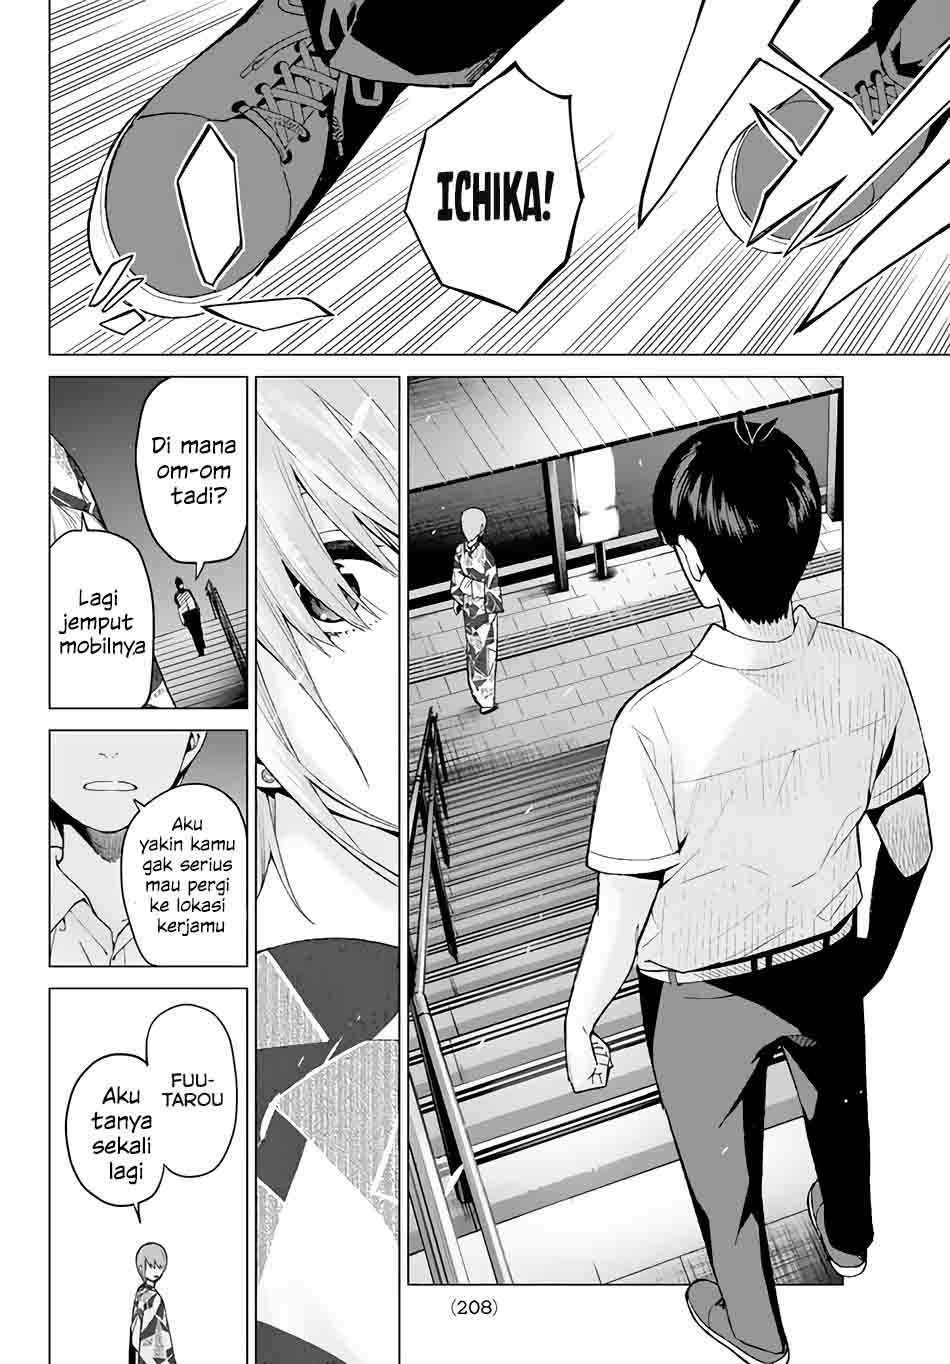 ICHIKA!
Di mana
om-om
tadi?
Lagi
jemput
mobilnya
Aku
yakin kamu
gak serius
mau pergi
ke lokasi
kerjamu
FUU-
TAROU
Aku
tanya
sekali
lagi
(208)